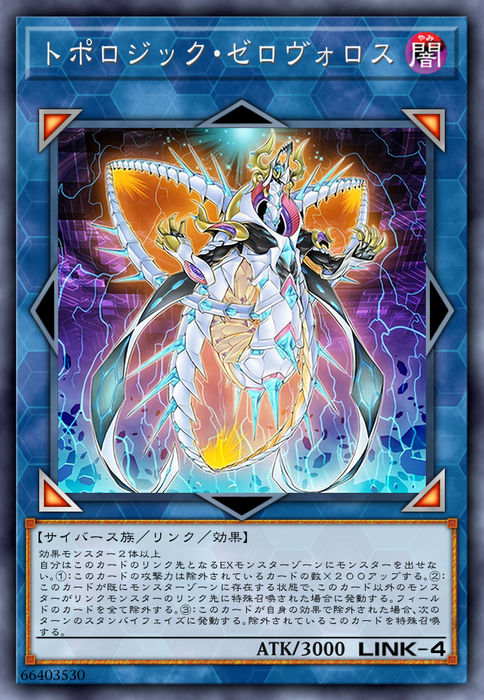 トポロジック・ゼロヴォロス
やみ
闇
【サイバース族／リンク／効果】
効果モンスター２体以上
自分はこのカードのリンク先となるEXモンスターゾーンにモンスターを出せな
い。①：このカードの攻撃力は除外されているカードの数×２００アップする。②：
このカードが既にモンスターゾーンに存在する状態で、このカード以外のモンス
ターがリンクモンスターのリンク先に特殊召喚された場合に発動する。フィール
ドのカードを全て除外する。③：このカードが自身の効果で除外された場合、次の
ターンのスタンバイフェイズに発動する。除外されているこのカードを特殊召喚
する。
ATK/3000 LINK-4
66403530